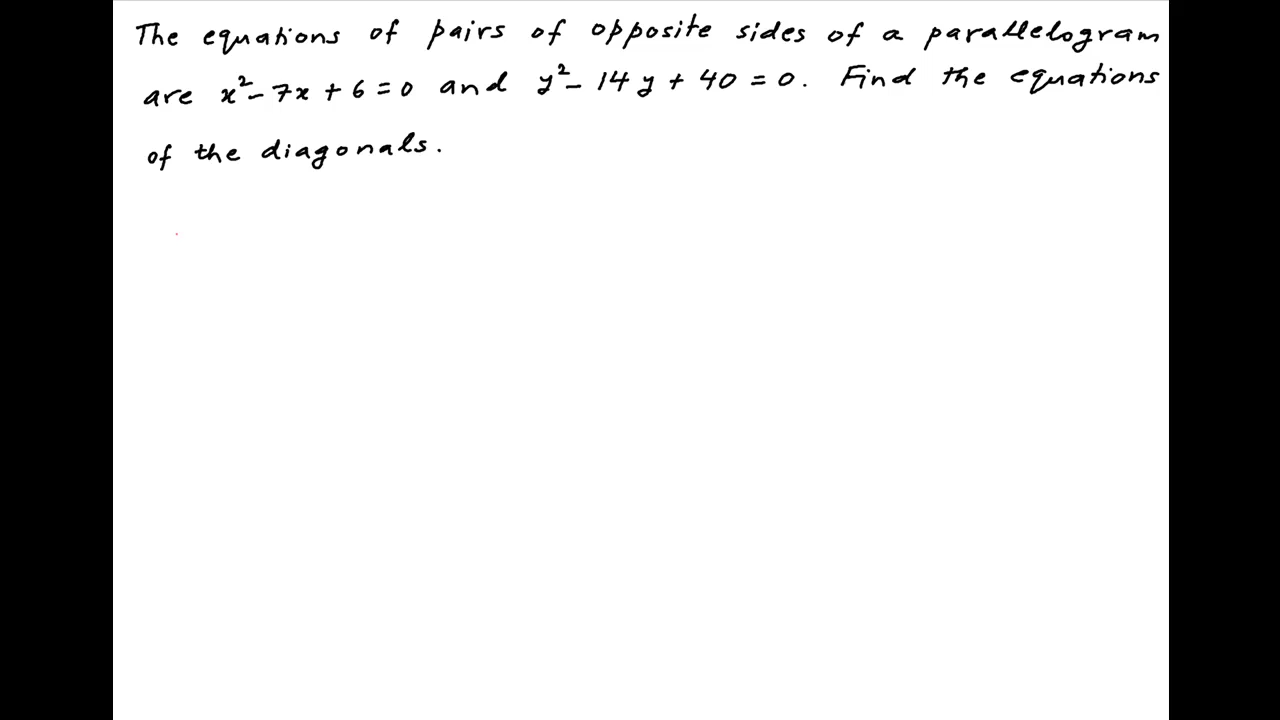 The equations of pairs of opposite sides of a parallelogram
are x² - 7x + 6 = 0 and y² - 14y + 40 = 0. Find the equations
of the diagonals.